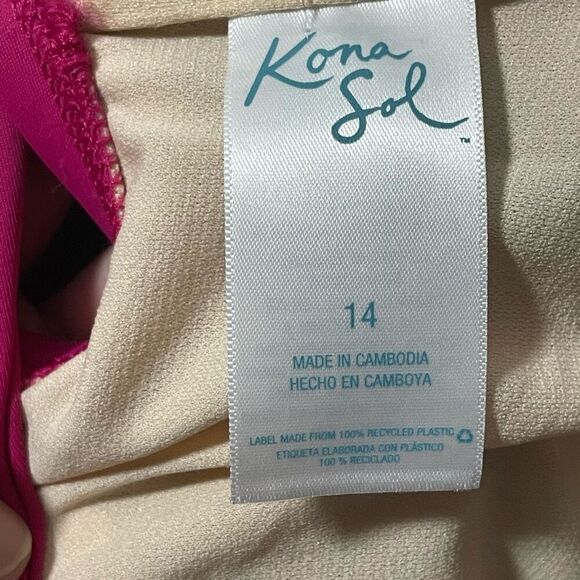 Kona
Sol™
14
MADE IN CAMBODIA
HECHO EN CAMBOYA
LABEL MADE FROM 100% RECYCLED PLASTIC
ETIQUETA ELABORADA CON PLÁSTICO
100 % RECICLADO